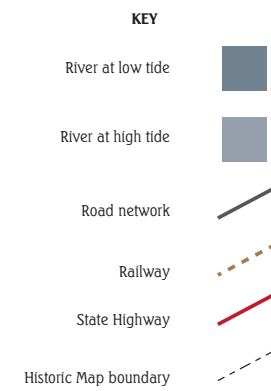 KEY
River at low tide
River at high tide
Road network
Railway
State Highway
Historic Map boundary